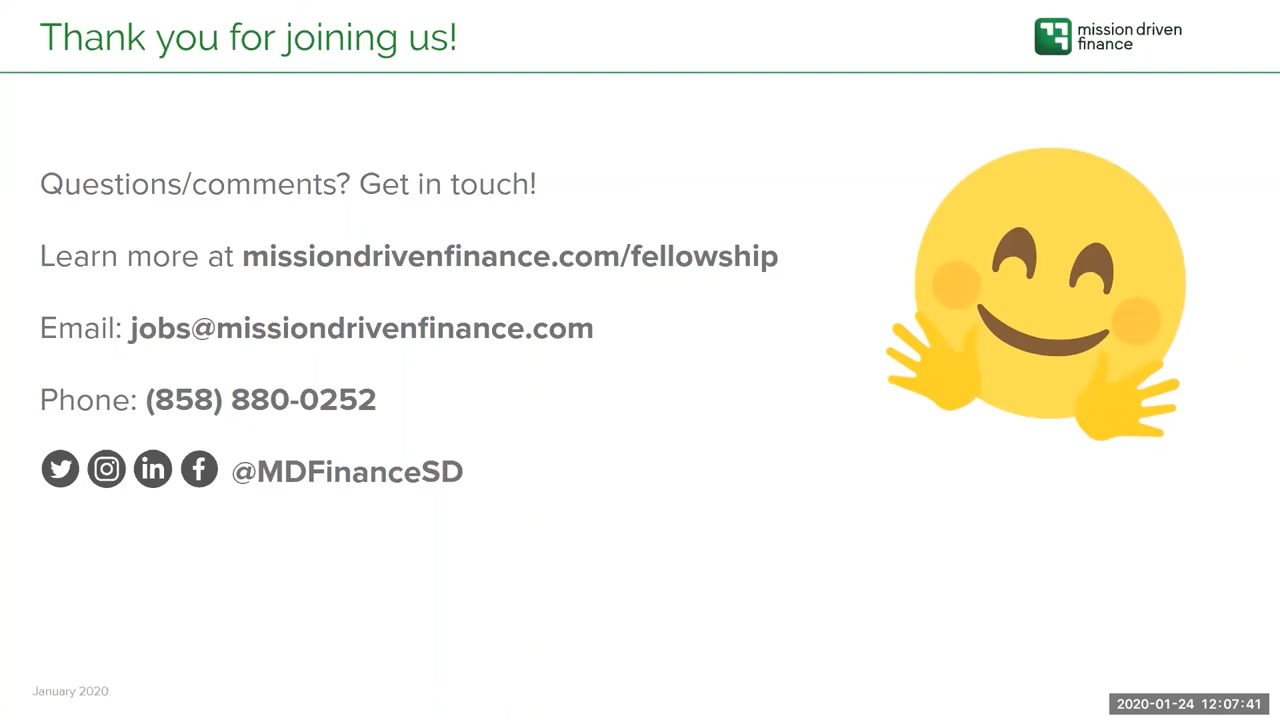 Thank you for joining us!
mission driven
finance
Questions/comments? Get in touch!
Learn more at missiondrivenfinance.com/fellowship
Email: jobs@missiondrivenfinance.com
Phone: (858) 880-0252
@MDFinanceSD
January 2020
2020-01-24 12:07:41